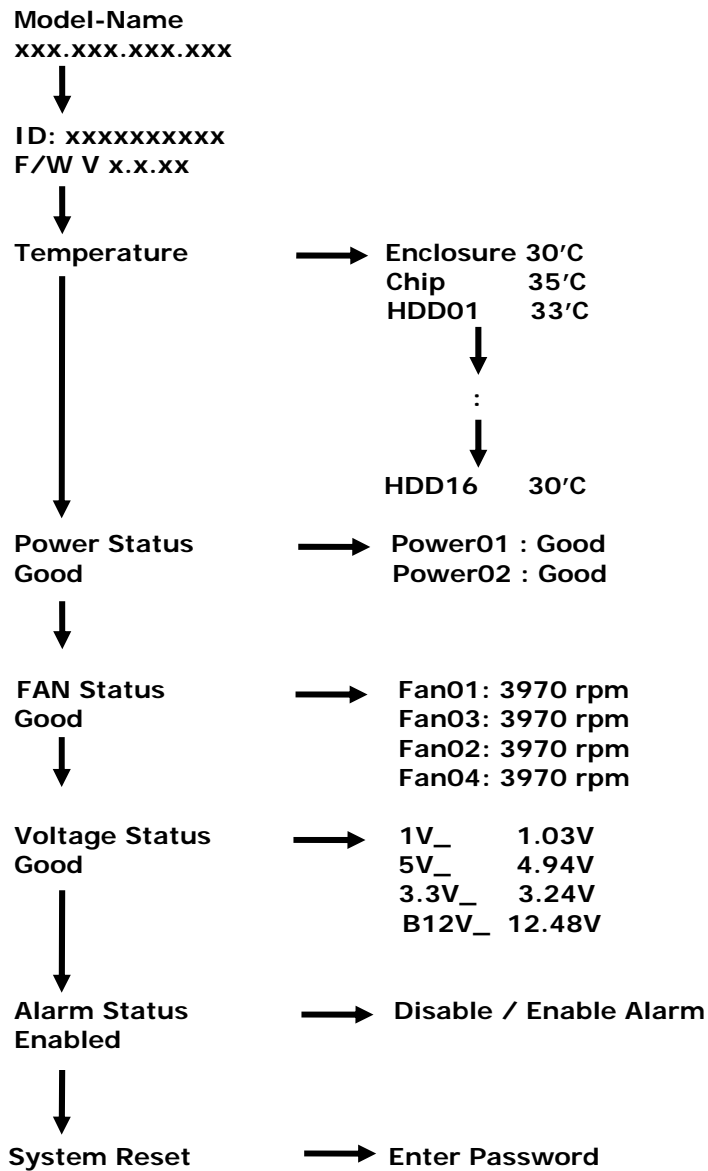 Model-Name
xxx.xxx.xxx.xxx
ID: xxxxxxxxxx
F/W V x.x.xx
Temperature
Enclosure 30'C
Chip 35'C
HDD01 33'C
:
HDD16 30'C
Power Status
Good
Power01 : Good
Power02 : Good
FAN Status
Good
Fan01: 3970 rpm
Fan03: 3970 rpm
Fan02: 3970 rpm
Fan04: 3970 rpm
Voltage Status
Good
1V_ 1.03V
5V_ 4.94V
3.3V_ 3.24V
B12V_ 12.48V
Alarm Status
Enabled
Disable / Enable Alarm
System Reset
Enter Password